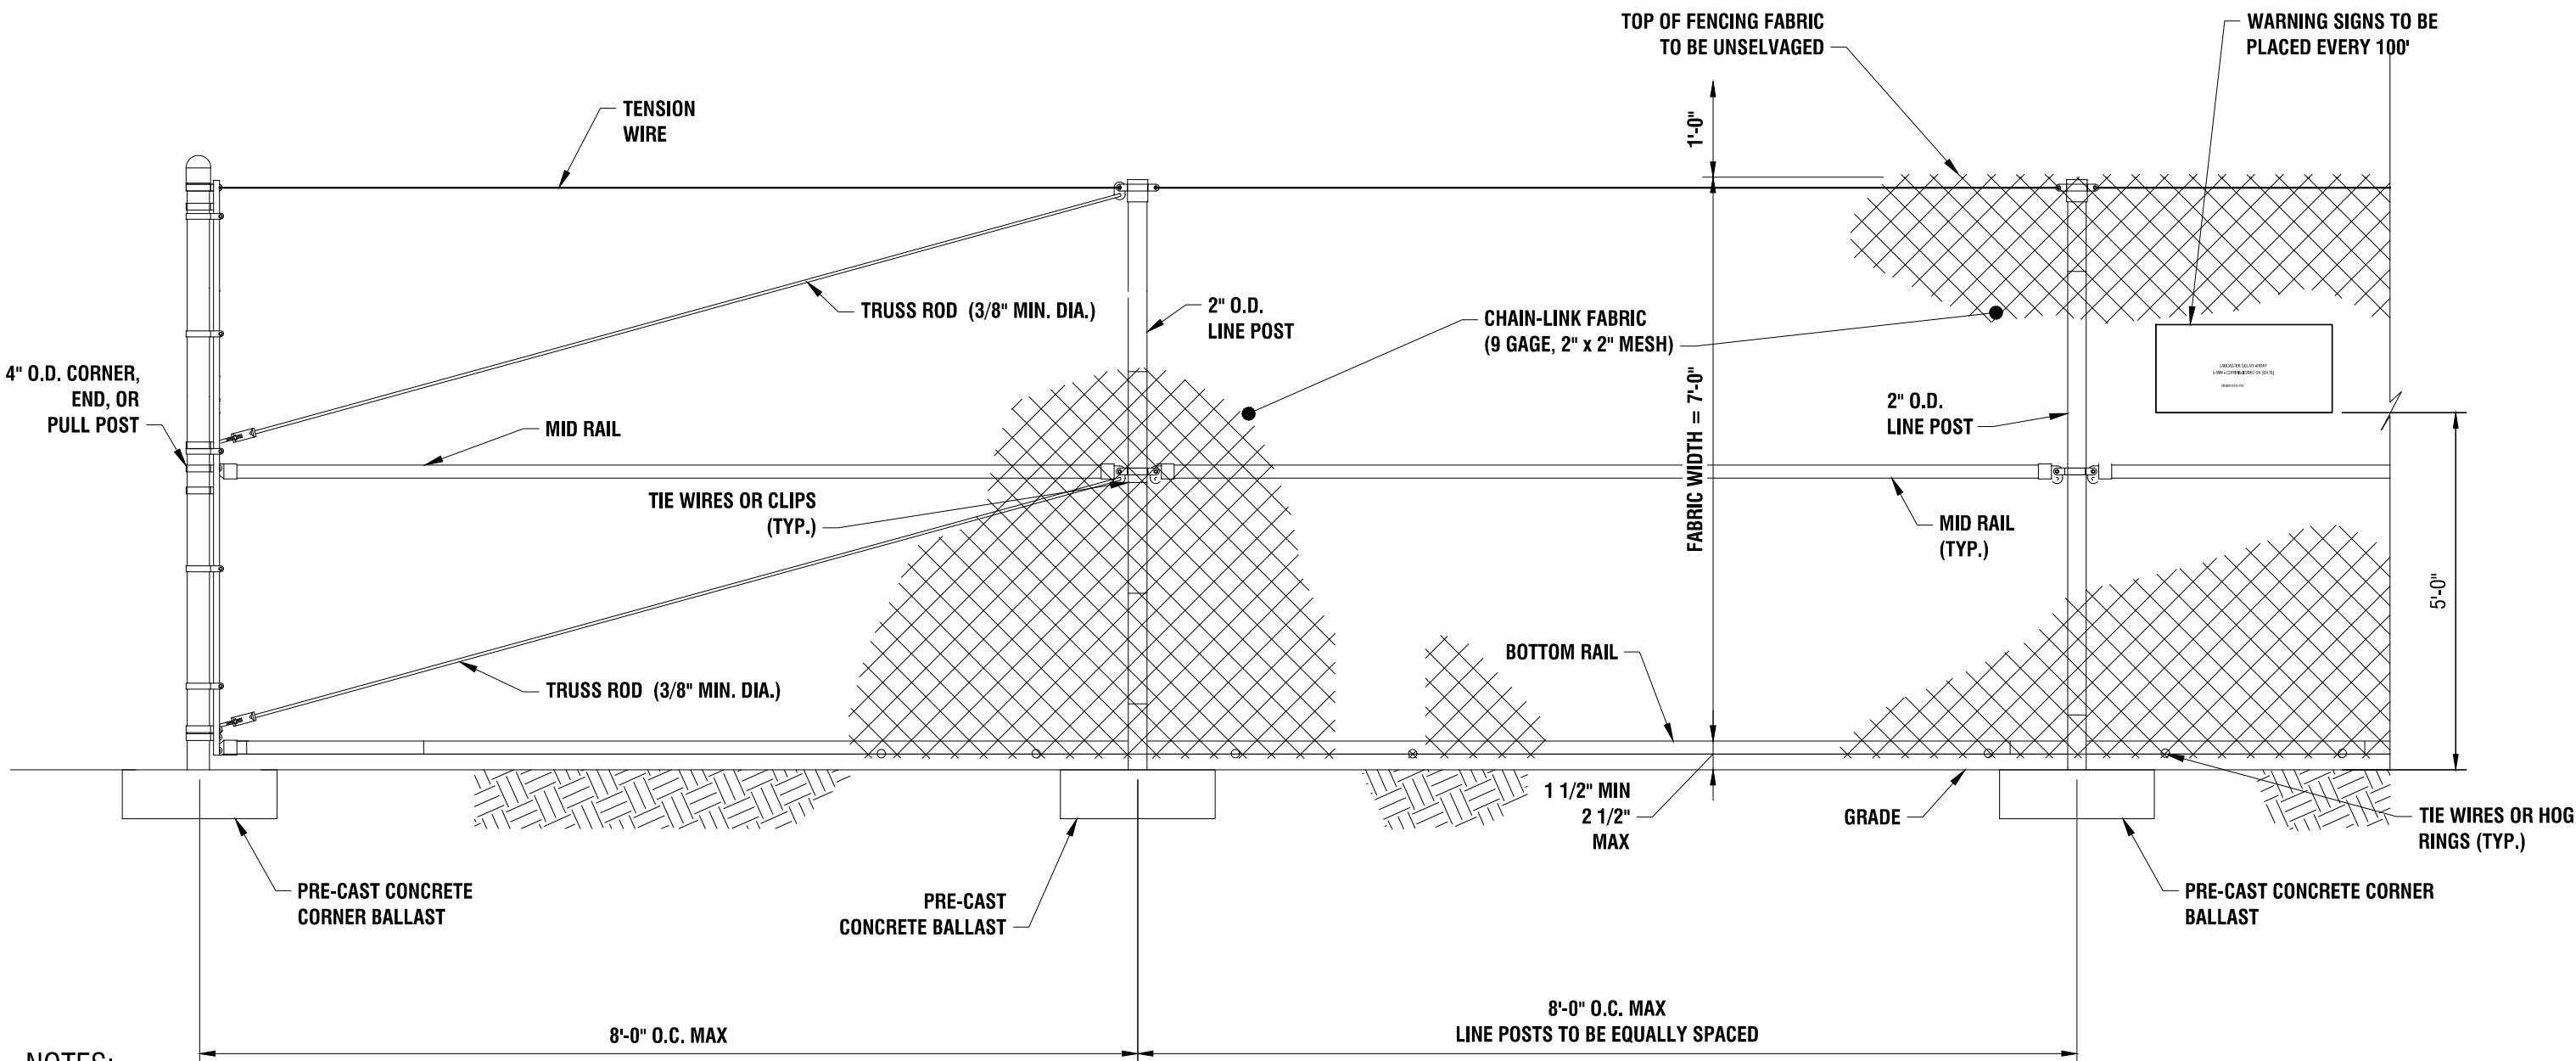 TOP OF FENCING FABRIC
TO BE UNSELVAGED
WARNING SIGNS TO BE
PLACED EVERY 100'
TENSION
WIRE
1'-0"
TRUSS ROD (3/8" MIN. DIA.)
2" O.D.
LINE POST
CHAIN-LINK FABRIC
(9 GAGE, 2" x 2" MESH)
4" O.D. CORNER,
END, OR
PULL POST
MID RAIL
FABRIC WIDTH = 7'-0"
2" O.D.
LINE POST
LANCASTER SOLAR ARRAY
TIE WIRES OR CLIPS
(TYP.)
MID RAIL
(TYP.)
5'-0"
TRUSS ROD (3/8" MIN. DIA.)
BOTTOM RAIL
1 1/2" MIN
2 1/2"
MAX
GRADE
TIE WIRES OR HOG
RINGS (TYP.)
PRE-CAST CONCRETE
CORNER BALLAST
PRE-CAST
CONCRETE BALLAST
PRE-CAST CONCRETE CORNER
BALLAST
8'-0" O.C. MAX
8'-0" O.C. MAX
LINE POSTS TO BE EQUALLY SPACED
NOTES: